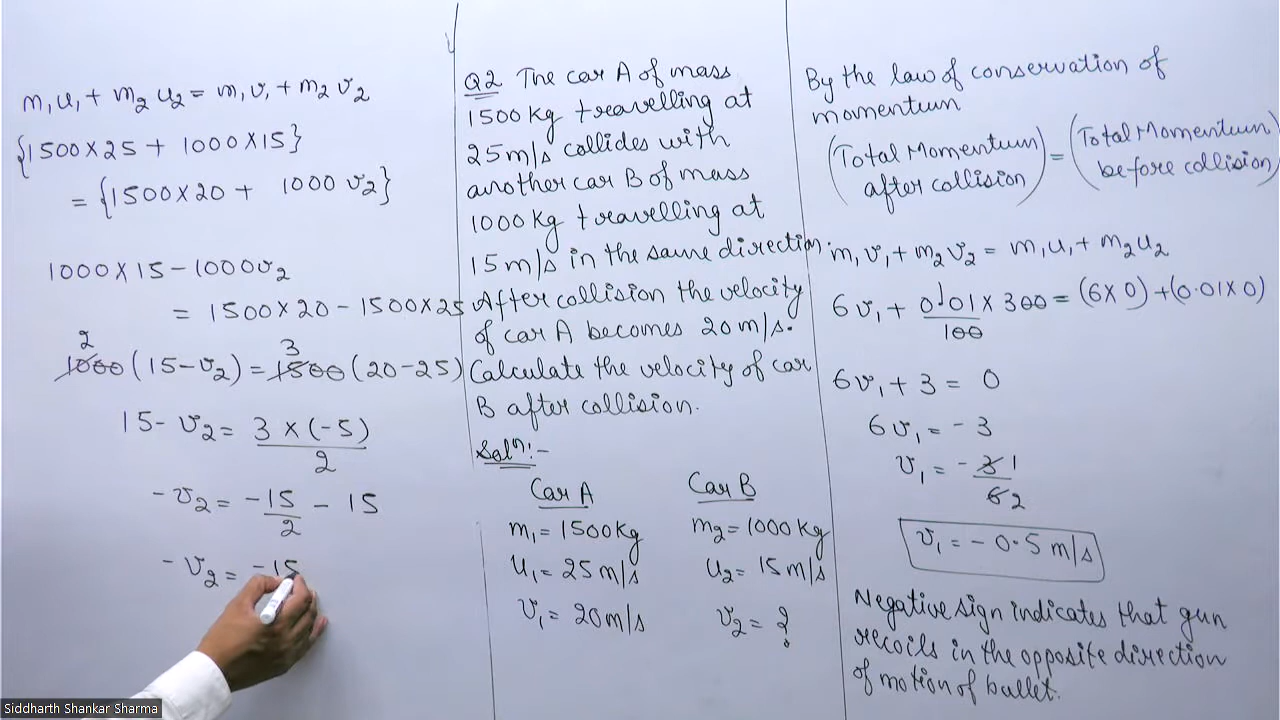 m₁u₁ + m₂u₂ = m₁v₁ + m₂v₂
{1500×25 + 1000×15}
= {1500×20 + 1000 v₂}
1000×15 - 1000v₂
= 1500×20 - 1500×25
2 3
1000(15-v₂) = 1500(20-25)
15 - v₂ = 3×(-5)
2
-v₂ = -15 - 15
2
-v₂ = -15
Q2 The car A of mass
1500 kg travelling at
25m/s collides with
another car B of mass
1000 kg travelling at
15m/s in the same direction.
After collision the velocity
of car A becomes 20 m/s.
Calculate the velocity of car
B after collision.
Solⁿ:-
Car A Car B
m₁ = 1500 kg m₂ = 1000 kg
u₁ = 25 m/s u₂ = 15 m/s
v₁ = 20 m/s v₂ = ?
By the law of conservation of
momentum
(Total Momentum after collision) = (Total Momentum before collision)
m₁v₁ + m₂v₂ = m₁u₁ + m₂u₂
6v₁ + 0.01 × 300 = (6×0) + (0.01×0)
100
6v₁ + 3 = 0
6v₁ = -3
v₁ = -3 1
6 2
v₁ = -0.5 m/s
Negative sign indicates that gun
recoils in the opposite direction
of motion of bullet.
Siddharth Shankar Sharma